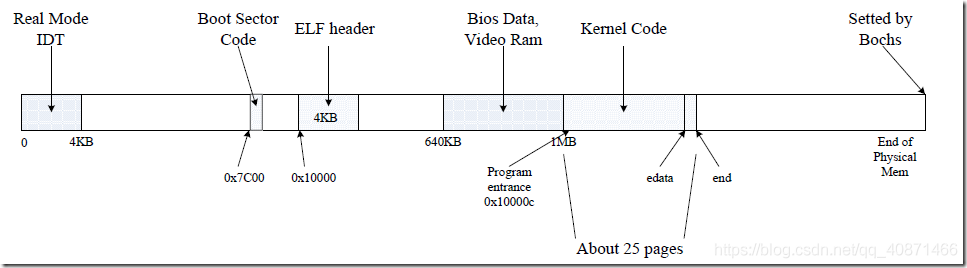 Real Mode
IDT
Boot Sector
Code
ELF header
Bios Data,
Video Ram
Kernel Code
Setted by
Bochs
4KB
0
4KB
640KB
1MB
End of
Physical
Mem
0x7C00
0x10000
Program
entrance
0x10000c
edata
end
About 25 pages
https://blog.csdn.net/qq_40871466